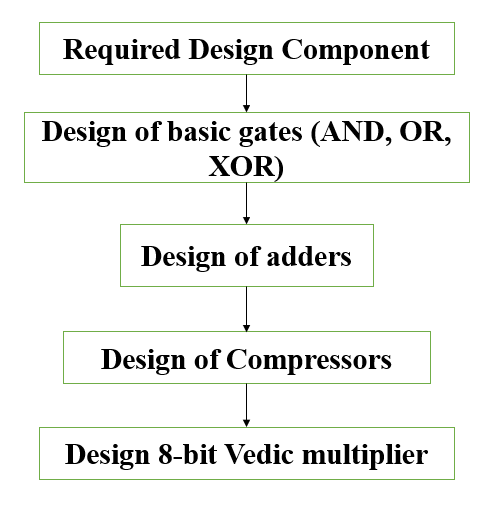 Required Design Component
Design of basic gates (AND, OR,
XOR)
Design of adders
Design of Compressors
Design 8-bit Vedic multiplier